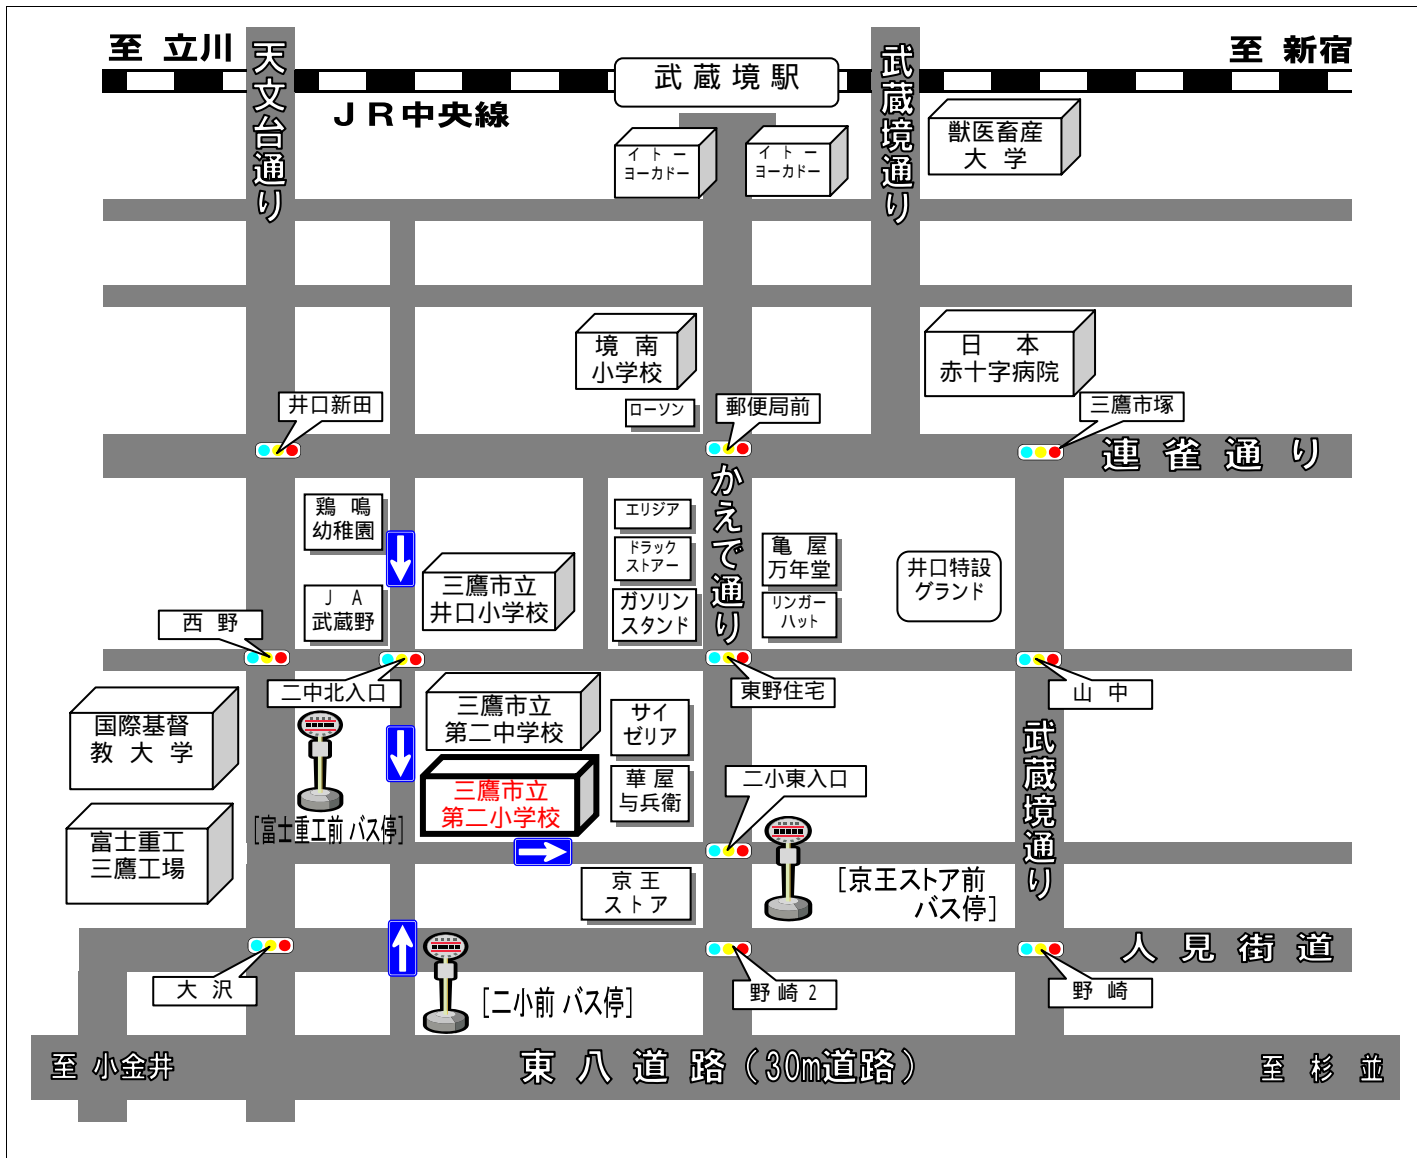 至 立川
天文台通り
武蔵境駅
武蔵境通り
至 新宿
JR中央線
イトー
ヨーカドー
イトー
ヨーカドー
獣医畜産
大 学
境 南
小学校
日 本
赤十字病院
ローソン
井口新田
郵便局前
三鷹市塚
連雀通り
かえで通り
鶏 鳴
幼稚園
エリジア
ドラック
ストアー
亀 屋
万年堂
三鷹市立
井口小学校
井口特設
グランド
J A
武蔵野
ガソリン
スタンド
リンガー
ハット
西 野
二中北入口
東野住宅
山 中
国際基督
教 大 学
三鷹市立
第二中学校
サイ
ゼリア
武蔵境通り
三鷹市立
第二小学校
華 屋
与兵衛
二小東入口
富士重工
三鷹工場
[富士重工前 バス停]
京 王
ストア
[京王ストア前
バス停]
人見街道
大 沢
[二小前 バス停]
野崎2
野 崎
至 小金井
東八道路(30m道路)
至 杉 並